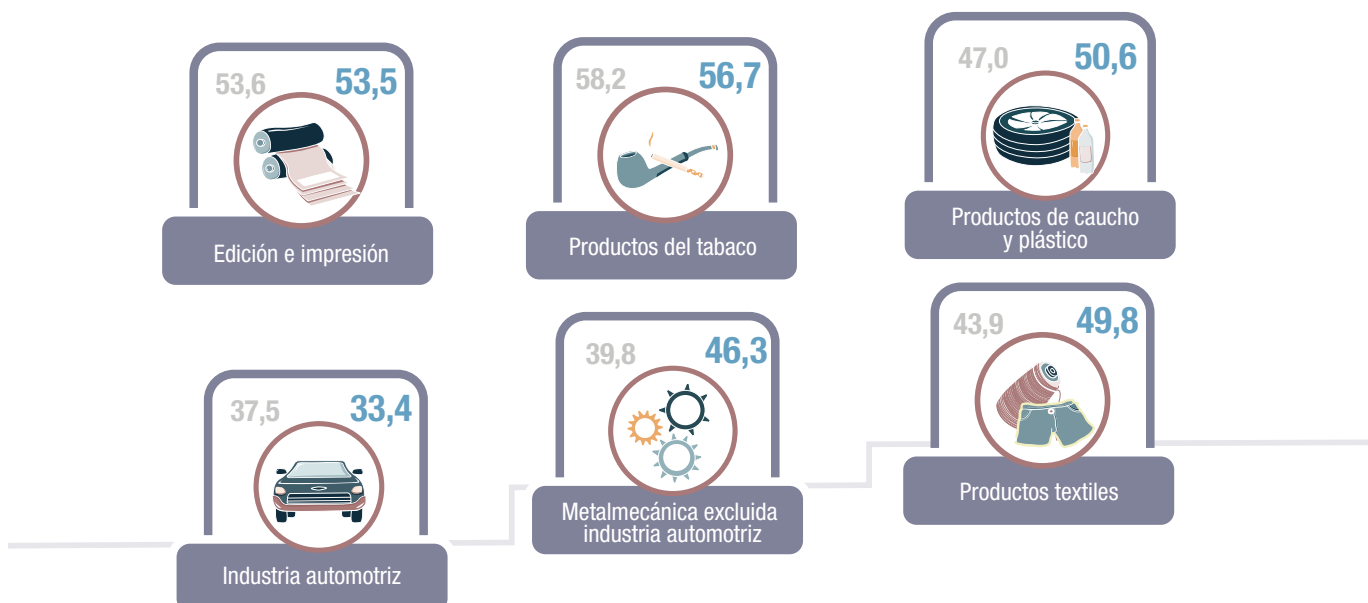 53,6 53,5
Edición e impresión
58,2 56,7
Productos del tabaco
47,0 50,6
Productos de caucho
y plástico
37,5 33,4
Industria automotriz
39,8 46,3
Metalmecánica excluida
industria automotriz
43,9 49,8
Productos textiles